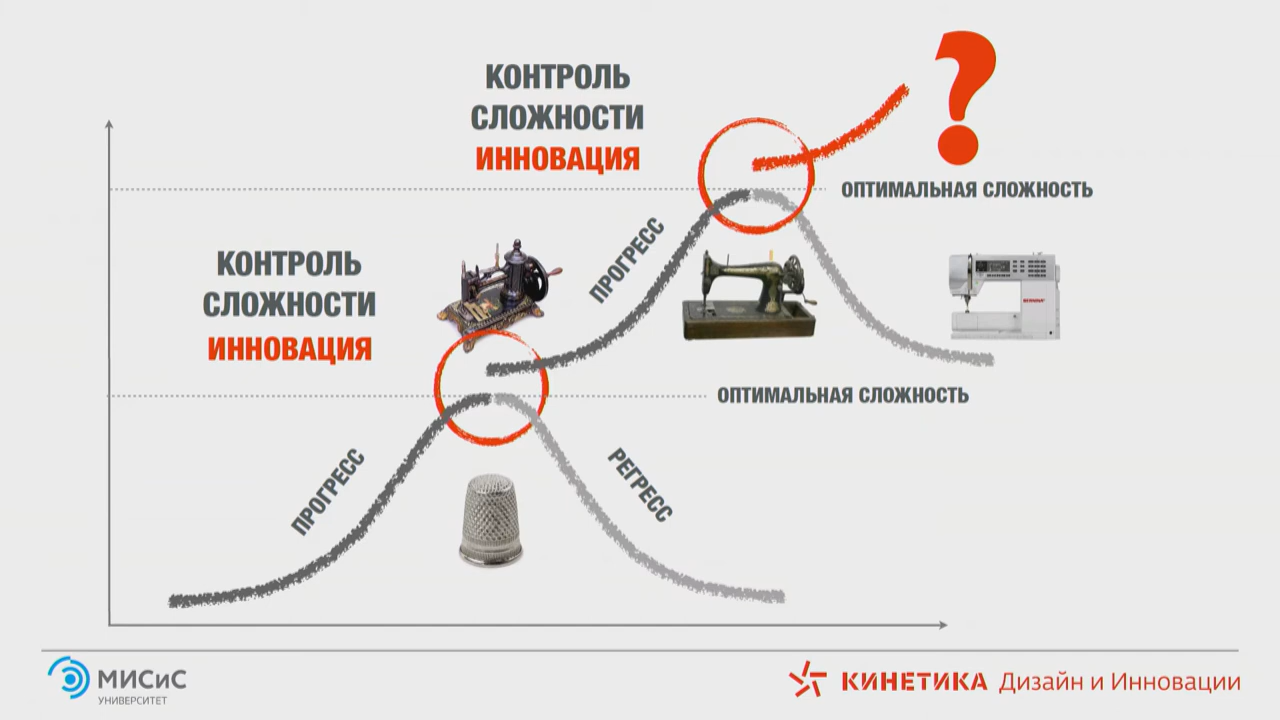 КОНТРОЛЬ
СЛОЖНОСТИ
ИННОВАЦИЯ
ОПТИМАЛЬНАЯ СЛОЖНОСТЬ
ПРОГРЕСС
КОНТРОЛЬ
СЛОЖНОСТИ
ИННОВАЦИЯ
ОПТИМАЛЬНАЯ СЛОЖНОСТЬ
ПРОГРЕСС
РЕГРЕСС
МИСиС
УНИВЕРСИТЕТ
КИНЕТИКА Дизайн и Инновации